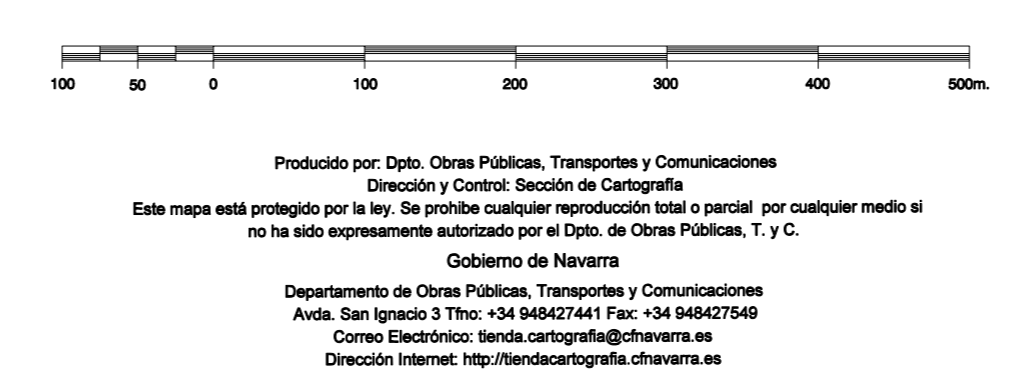 100 50 0 100 200 300 400 500m.
Producido por: Dpto. Obras Públicas, Transportes y Comunicaciones
Dirección y Control: Sección de Cartografía
Este mapa está protegido por la ley. Se prohibe cualquier reproducción total o parcial por cualquier medio si
no ha sido expresamente autorizado por el Dpto. de Obras Públicas, T. y C.
Gobierno de Navarra
Departamento de Obras Públicas, Transportes y Comunicaciones
Avda. San Ignacio 3 Tfno: +34 948427441 Fax: +34 948427549
Correo Electrónico: tienda.cartografia@cfnavarra.es
Dirección Internet: http://tiendacartografia.cfnavarra.es